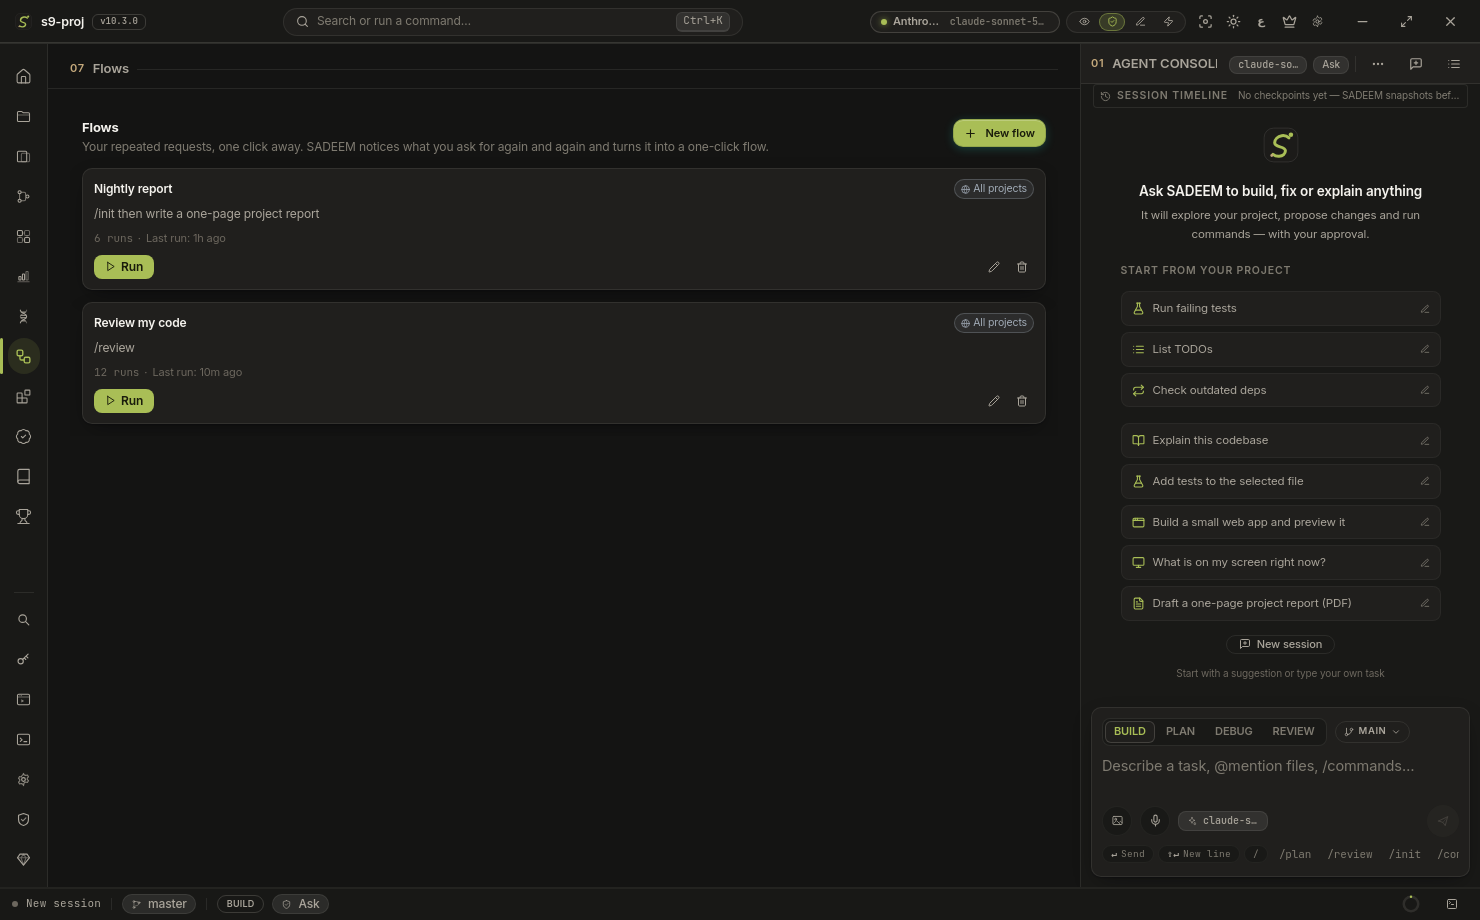 s9-proj v10.3.0 Search or run a command... Ctrl+K Anthro... claude-sonnet-5... ع
07 Flows
Flows
Your repeated requests, one click away. SADEEM notices what you ask for again and again and turns it into a one-click flow.
New flow
Nightly report All projects
/init then write a one-page project report
6 runs · Last run: 1h ago
Run
Review my code All projects
/review
12 runs · Last run: 10m ago
Run
01 AGENT CONSOL claude-so... Ask
SESSION TIMELINE No checkpoints yet — SADEEM snapshots bef...
Ask SADEEM to build, fix or explain anything
It will explore your project, propose changes and run
commands — with your approval.
START FROM YOUR PROJECT
Run failing tests
List TODOs
Check outdated deps
Explain this codebase
Add tests to the selected file
Build a small web app and preview it
What is on my screen right now?
Draft a one-page project report (PDF)
New session
Start with a suggestion or type your own task
BUILD PLAN DEBUG REVIEW MAIN
Describe a task, @mention files, /commands...
claude-s...
↵ Send ⇧↵ New line / /plan /review /init /cor
New session master BUILD Ask